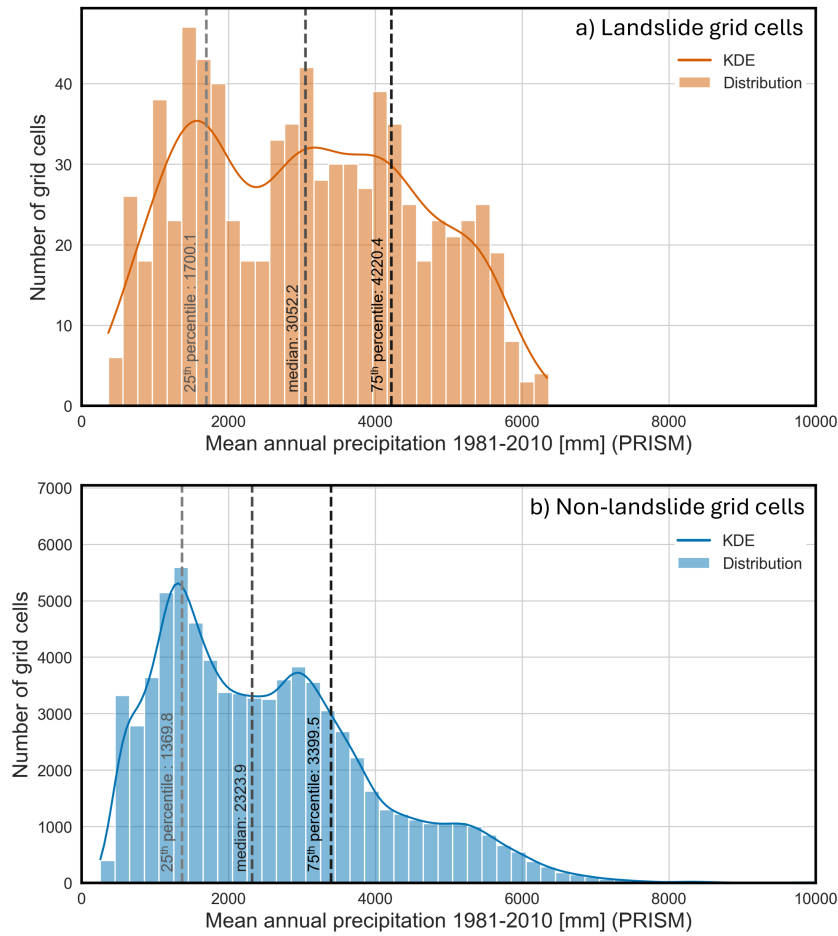 a) Landslide grid cells
KDE
Distribution
Number of grid cells
40
30
20
10
0
25th percentile : 1700.1
median: 3052.2
75th percentile: 4220.4
0 2000 4000 6000 8000 10000
Mean annual precipitation 1981-2010 [mm] (PRISM)
b) Non-landslide grid cells
KDE
Distribution
Number of grid cells
7000
6000
5000
4000
3000
2000
1000
0
25th percentile : 1369.8
median: 2323.9
75th percentile: 3399.5
0 2000 4000 6000 8000 10000
Mean annual precipitation 1981-2010 [mm] (PRISM)